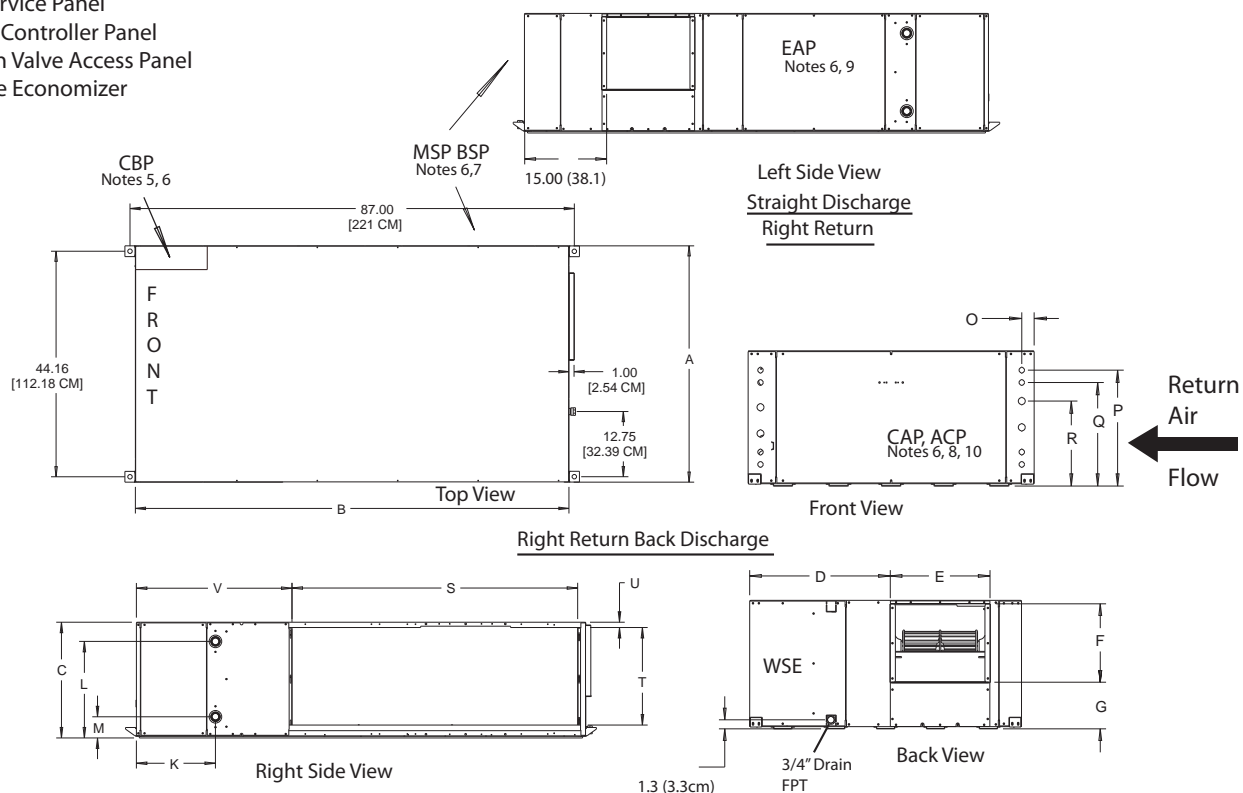 Controller Panel
Valve Access Panel
Economizer
EAP
Notes 6, 9
CBP
Notes 5, 6
MSP BSP
Notes 6,7
15.00 (38.1)
Left Side View
Straight Discharge
Right Return
87.00
[221 CM]
FRONT
44.16
[112.18 CM]
A
1.00
[2.54 CM]
12.75
[32.39 CM]
Top View
B
O
P
Q
R
CAP, ACP
Notes 6, 8, 10
Front View
Return
Air
Flow
Right Return Back Discharge
V
S
U
C
L
M
K
T
Right Side View
D
E
F
G
WSE
1.3 (3.3cm)
3/4” Drain
FPT
Back View